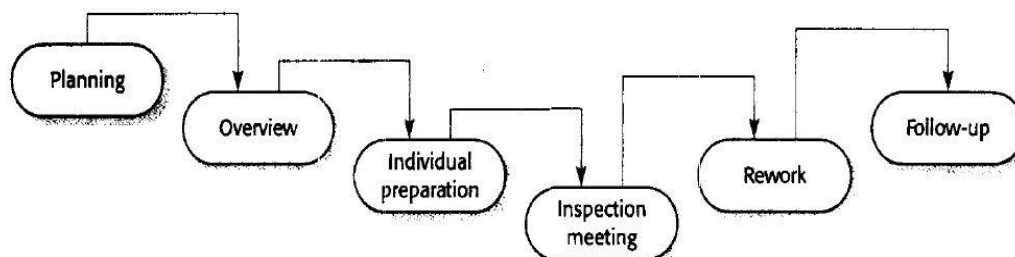 Planning
Overview
Individual
preparation
Inspection
meeting
Rework
Follow-up